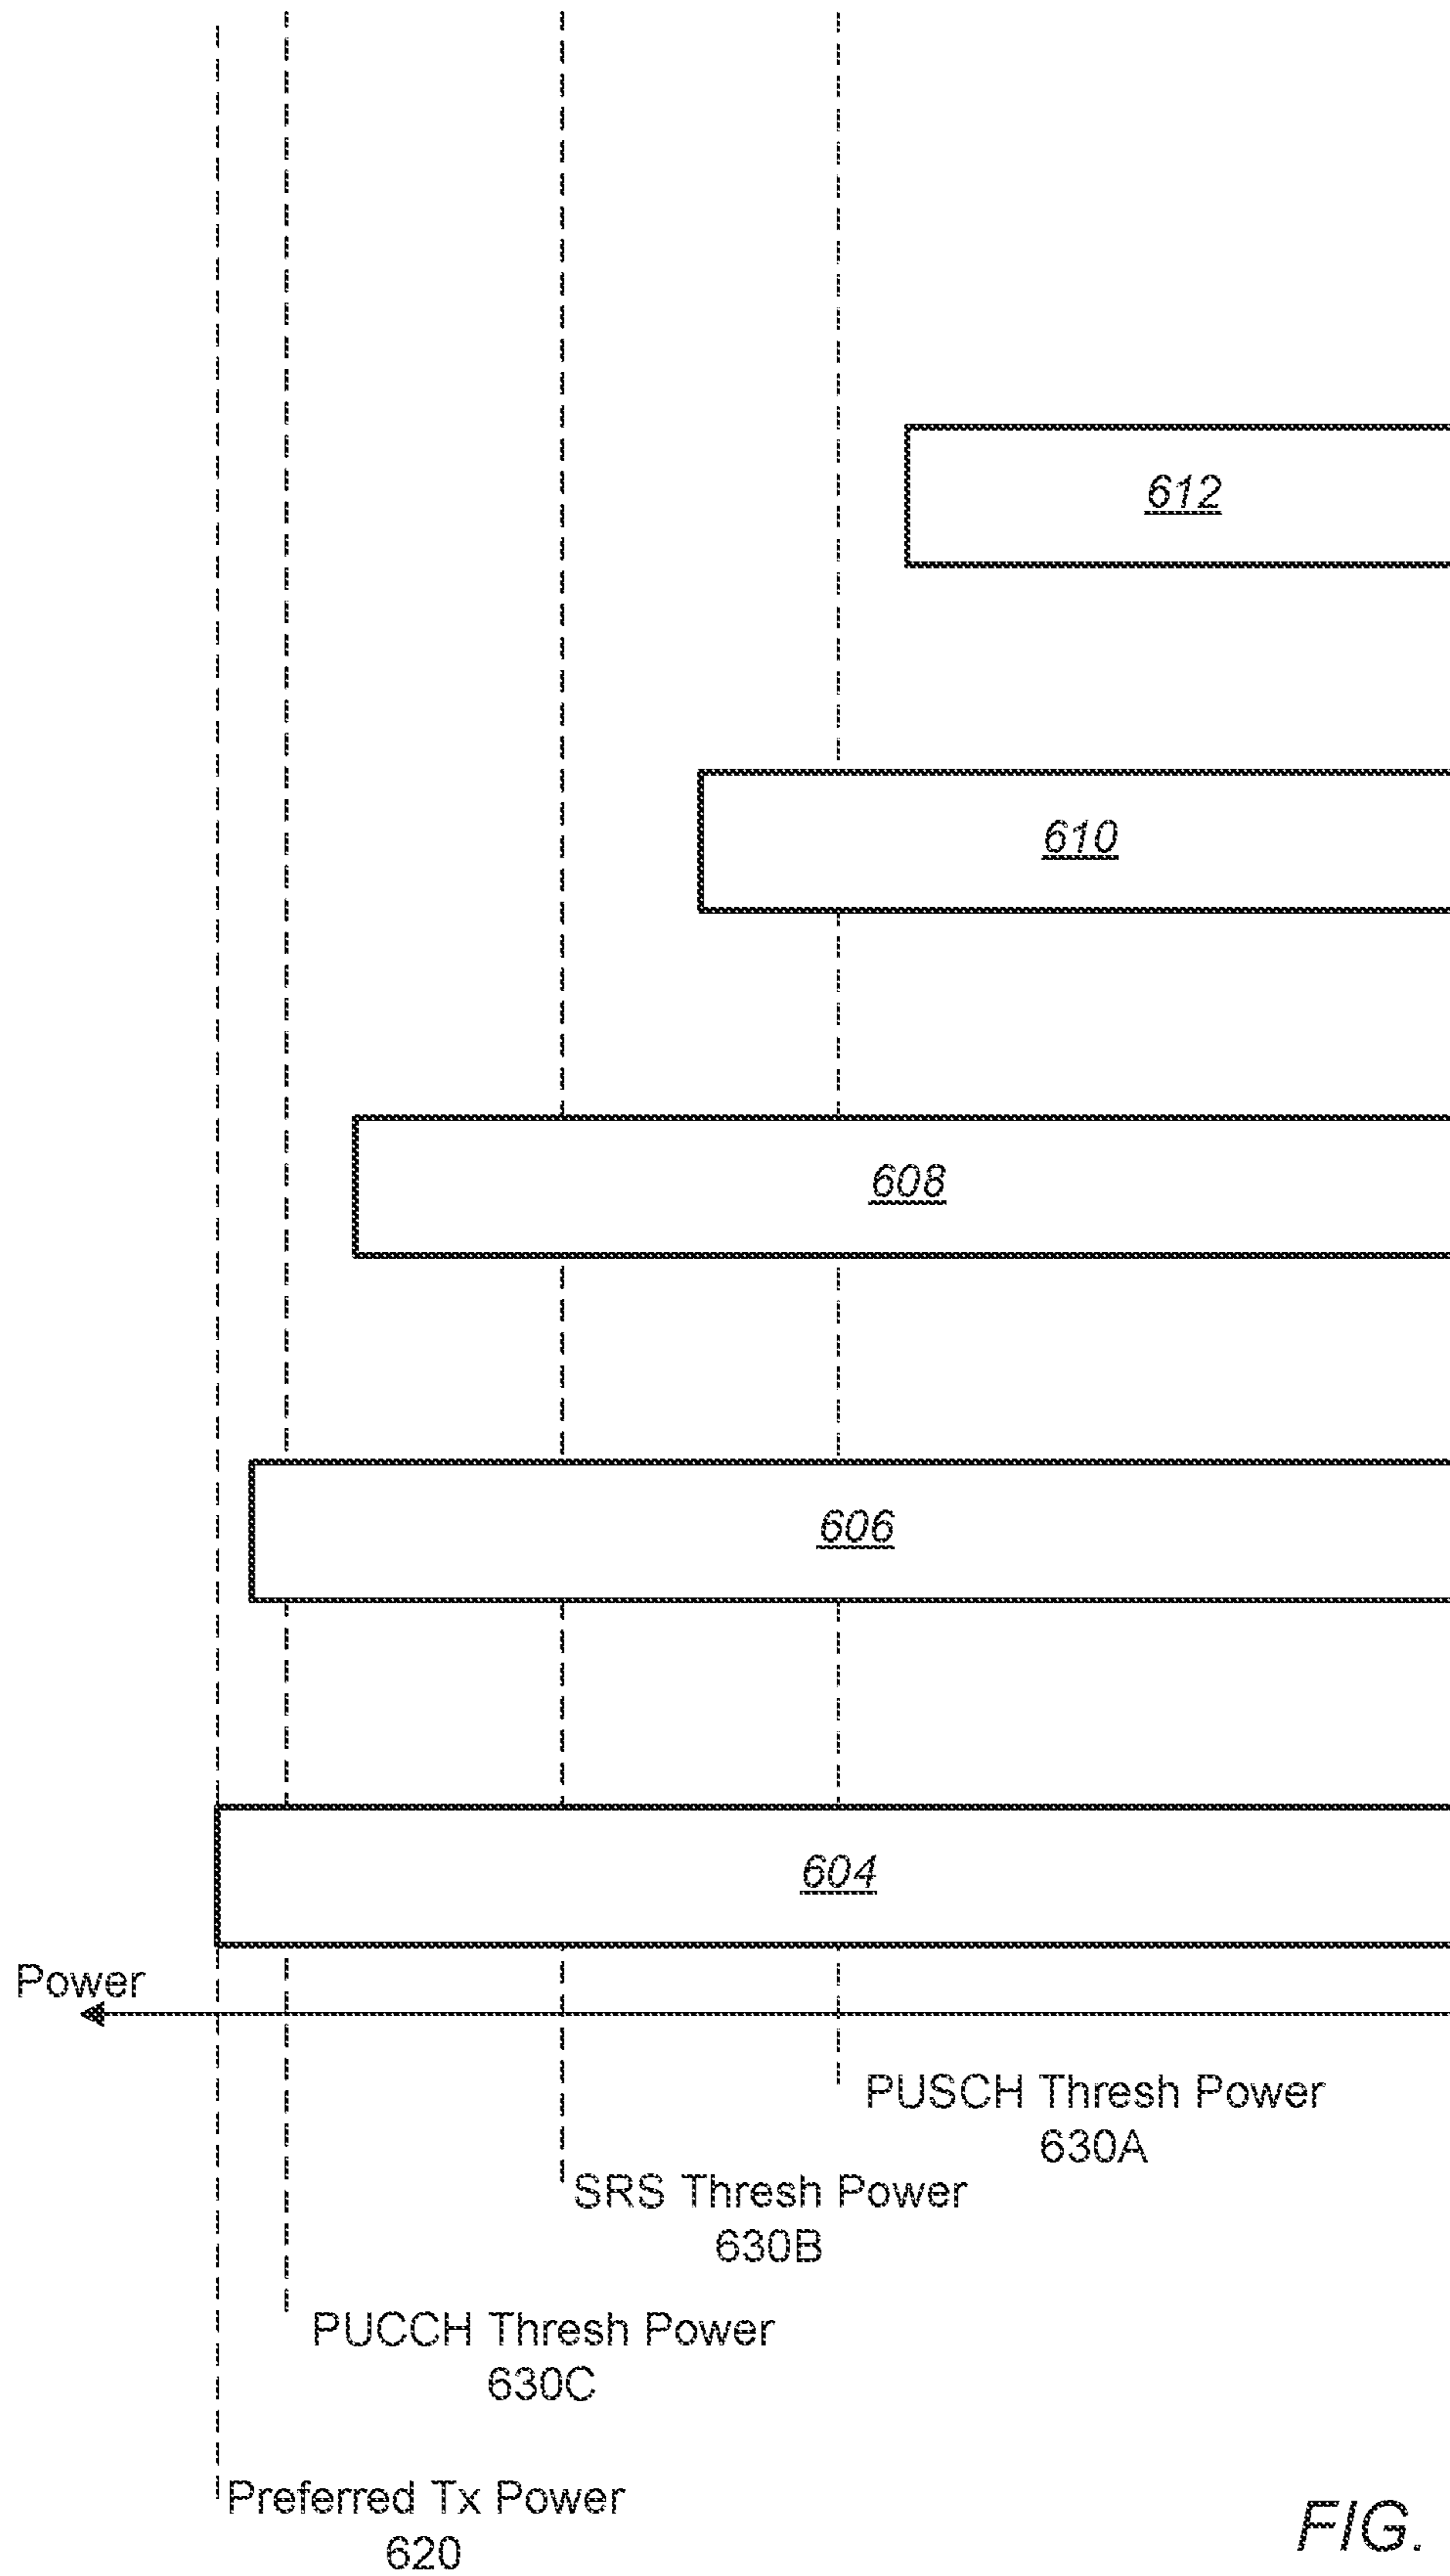 612
610
608
606
604
Power
PUSCH Thresh Power
630A
SRS Thresh Power
630B
PUCCH Thresh Power
630C
Preferred Tx Power
620
FIG.